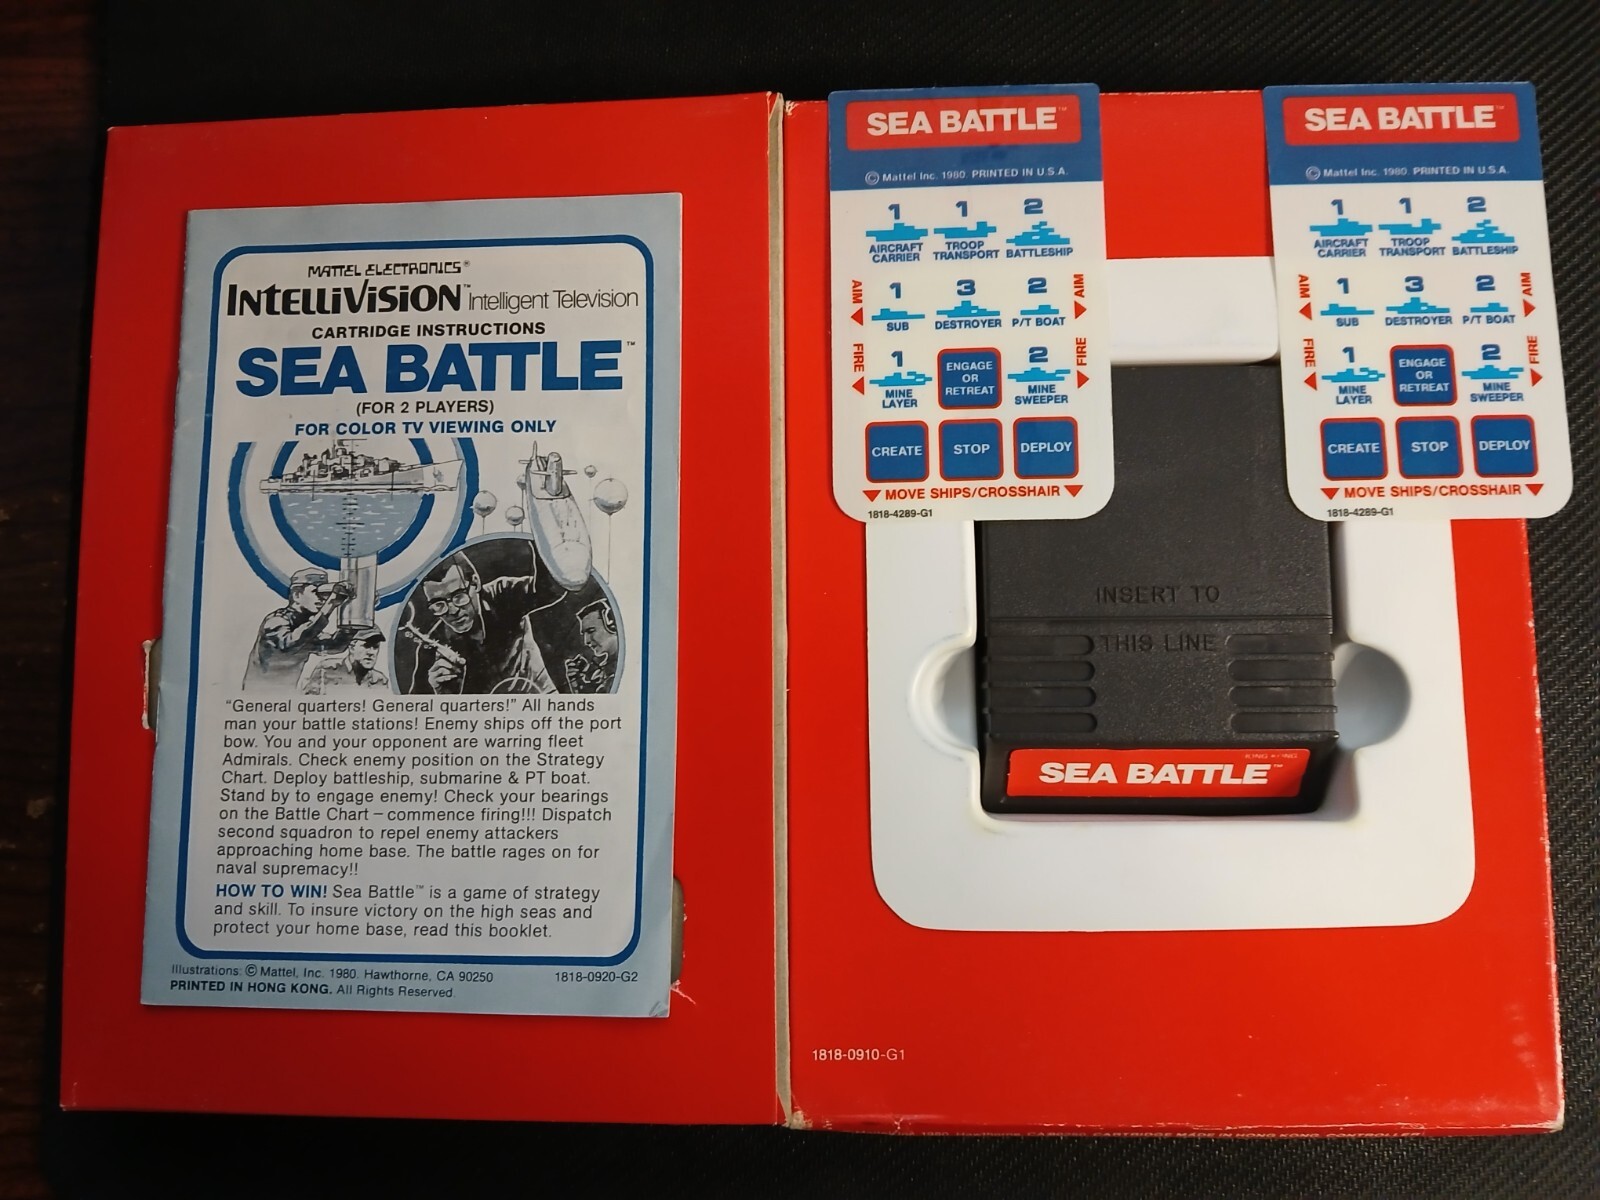 MATTEL ELECTRONICS®
INTELLIVISION™ Intelligent Television
CARTRIDGE INSTRUCTIONS
SEA BATTLE™
(FOR 2 PLAYERS)
FOR COLOR TV VIEWING ONLY
“General quarters! General quarters!” All hands
man your battle stations! Enemy ships off the port
bow. You and your opponent are warring fleet
Admirals. Check enemy position on the Strategy
Chart. Deploy battleship, submarine & PT boat.
Stand by to engage enemy! Check your bearings
on the Battle Chart – commence firing!!! Dispatch
second squadron to repel enemy attackers
approaching home base. The battle rages on for
naval supremacy!!
HOW TO WIN! Sea Battle™ is a game of strategy
and skill. To insure victory on the high seas and
protect your home base, read this booklet.
Illustrations: © Mattel, Inc. 1980. Hawthorne, CA 90250 1818-0920-G2
PRINTED IN HONG KONG. All Rights Reserved.
SEA BATTLE™
© Mattel Inc. 1980. PRINTED IN U.S.A.
1 1 2
AIRCRAFT CARRIER TROOP TRANSPORT BATTLESHIP
AIM AIM
1 3 2
SUB DESTROYER P/T BOAT
FIRE FIRE
1 ENGAGE OR RETREAT 2
MINE LAYER MINE SWEEPER
CREATE STOP DEPLOY
MOVE SHIPS/CROSSHAIR
1818-4289-G1
SEA BATTLE™
© Mattel Inc. 1980. PRINTED IN U.S.A.
1 1 2
AIRCRAFT CARRIER TROOP TRANSPORT BATTLESHIP
AIM AIM
1 3 2
SUB DESTROYER P/T BOAT
FIRE FIRE
1 ENGAGE OR RETREAT 2
MINE LAYER MINE SWEEPER
CREATE STOP DEPLOY
MOVE SHIPS/CROSSHAIR
1818-4289-G1
INSERT TO
THIS LINE
SEA BATTLE™
1818-0910-G1